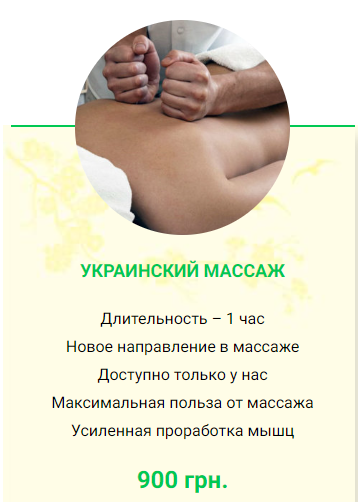 УКРАИНСКИЙ МАССАЖ
Длительность – 1 час
Новое направление в массаже
Доступно только у нас
Максимальная польза от массажа
Усиленная проработка мышц
900 грн.